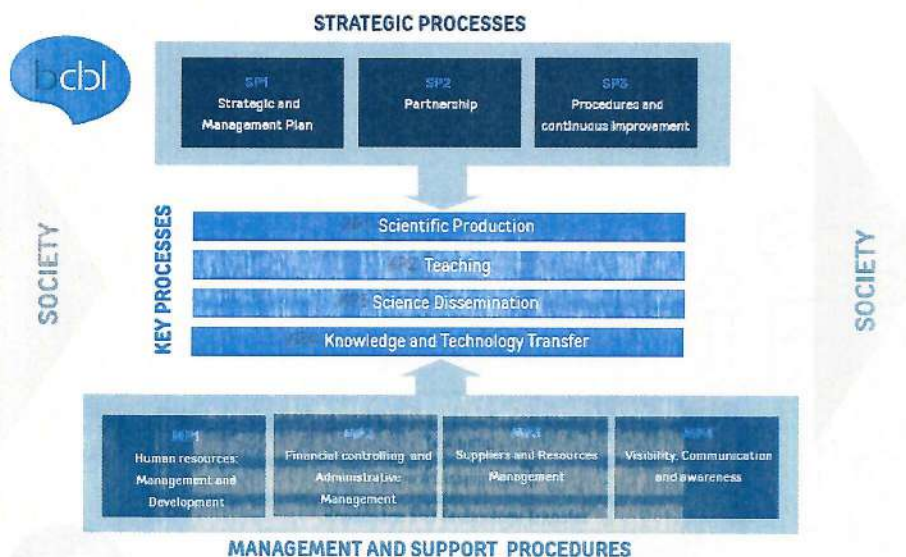 STRATEGIC PROCESSES
bcbl
SP1
Strategic and
Management Plan
SP2
Partnership
SP3
Procedures and
continuous improvement
SOCIETY
KEY PROCESSES
Scientific Production
Teaching
Science Dissemination
Knowledge and Technology Transfer
SOCIETY
Human resources:
Management and
Development
Financial controlling and
Administrative
Management
Suppliers and Resources
Management
Visibility, Communication
and awareness
MANAGEMENT AND SUPPORT PROCEDURES